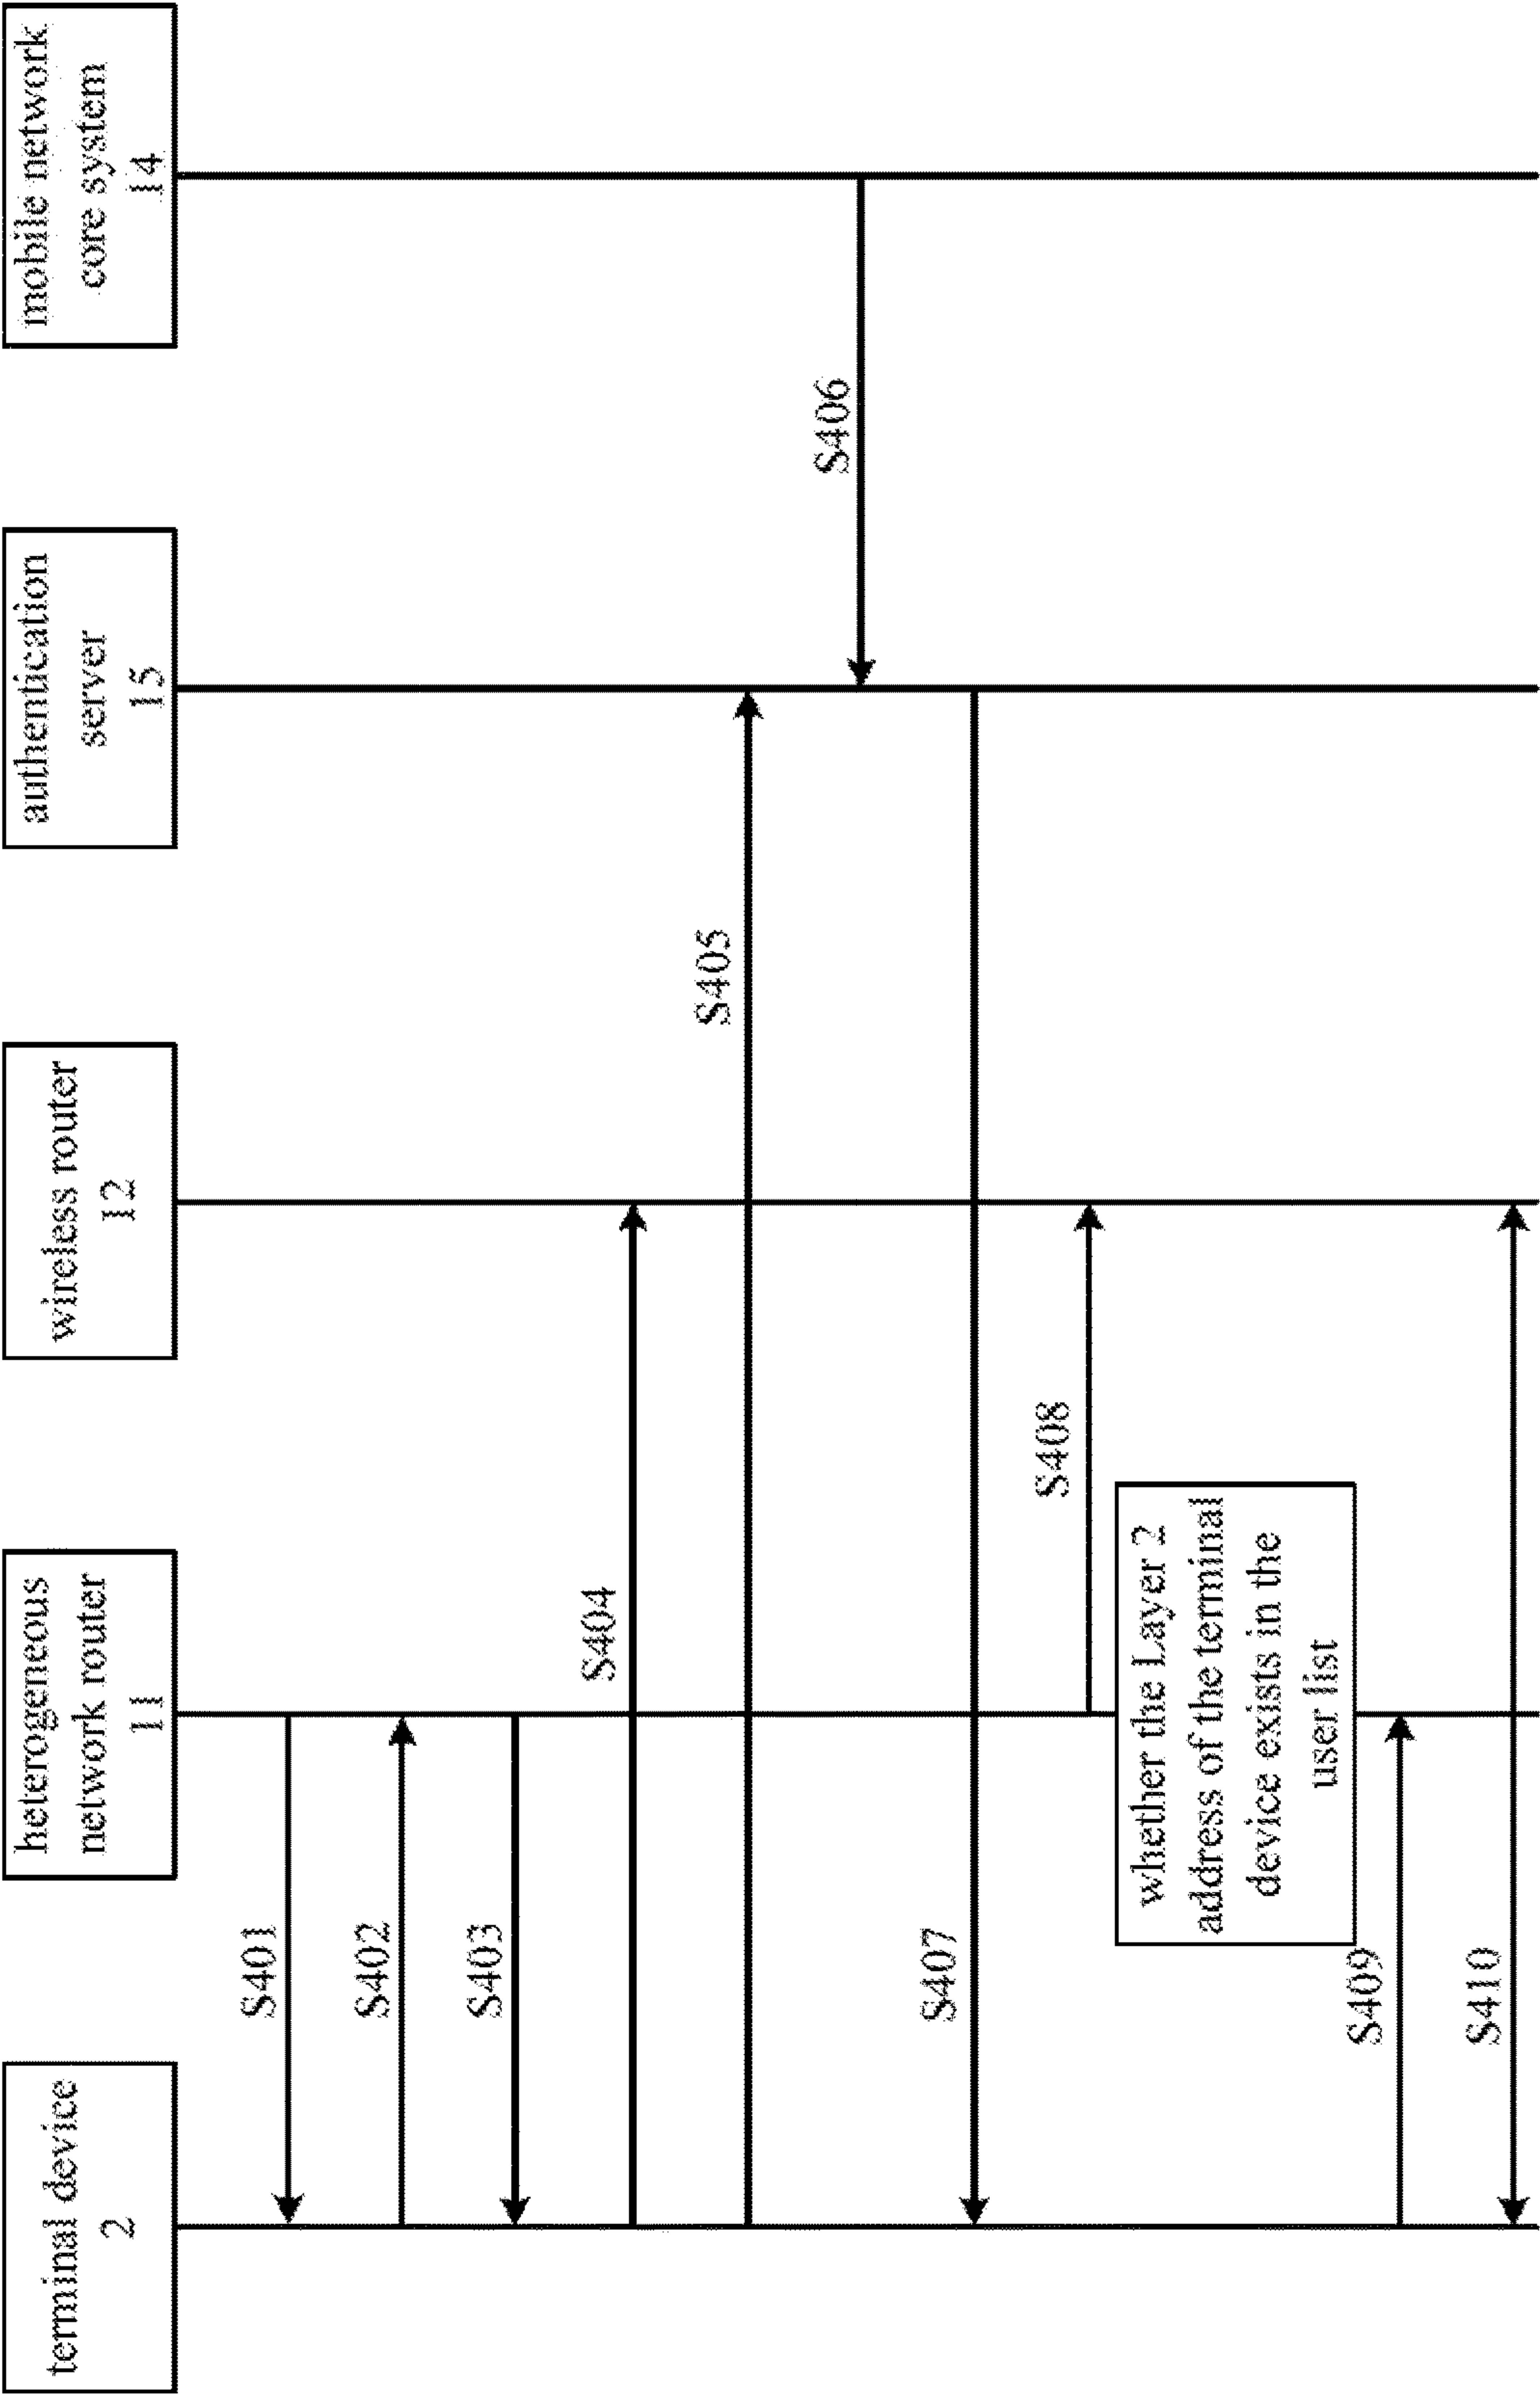 terminal device
2
heterogeneous
network router
11
wireless router
12
authentication
server
15
mobile network
core system
14
S401
S402
S403
S404
S405
S406
S407
S408
whether the Layer 2
address of the terminal
device exists in the
user list
S409
S410